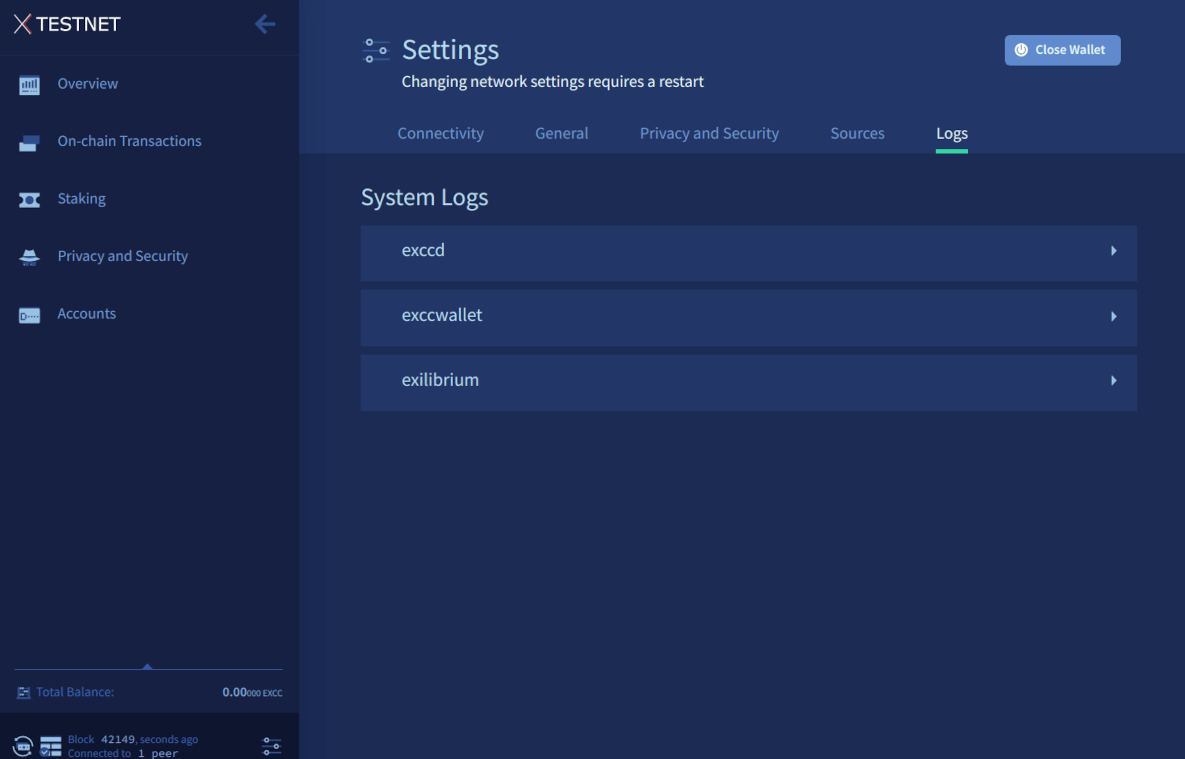 TESTNET
Overview
On-chain Transactions
Staking
Privacy and Security
Accounts
Total Balance: 0.00000 EXCC
Block 42149, seconds ago
Connected to 1 peer
Settings
Changing network settings requires a restart
Close Wallet
Connectivity General Privacy and Security Sources Logs
System Logs
exccd
exccwallet
exilibrium